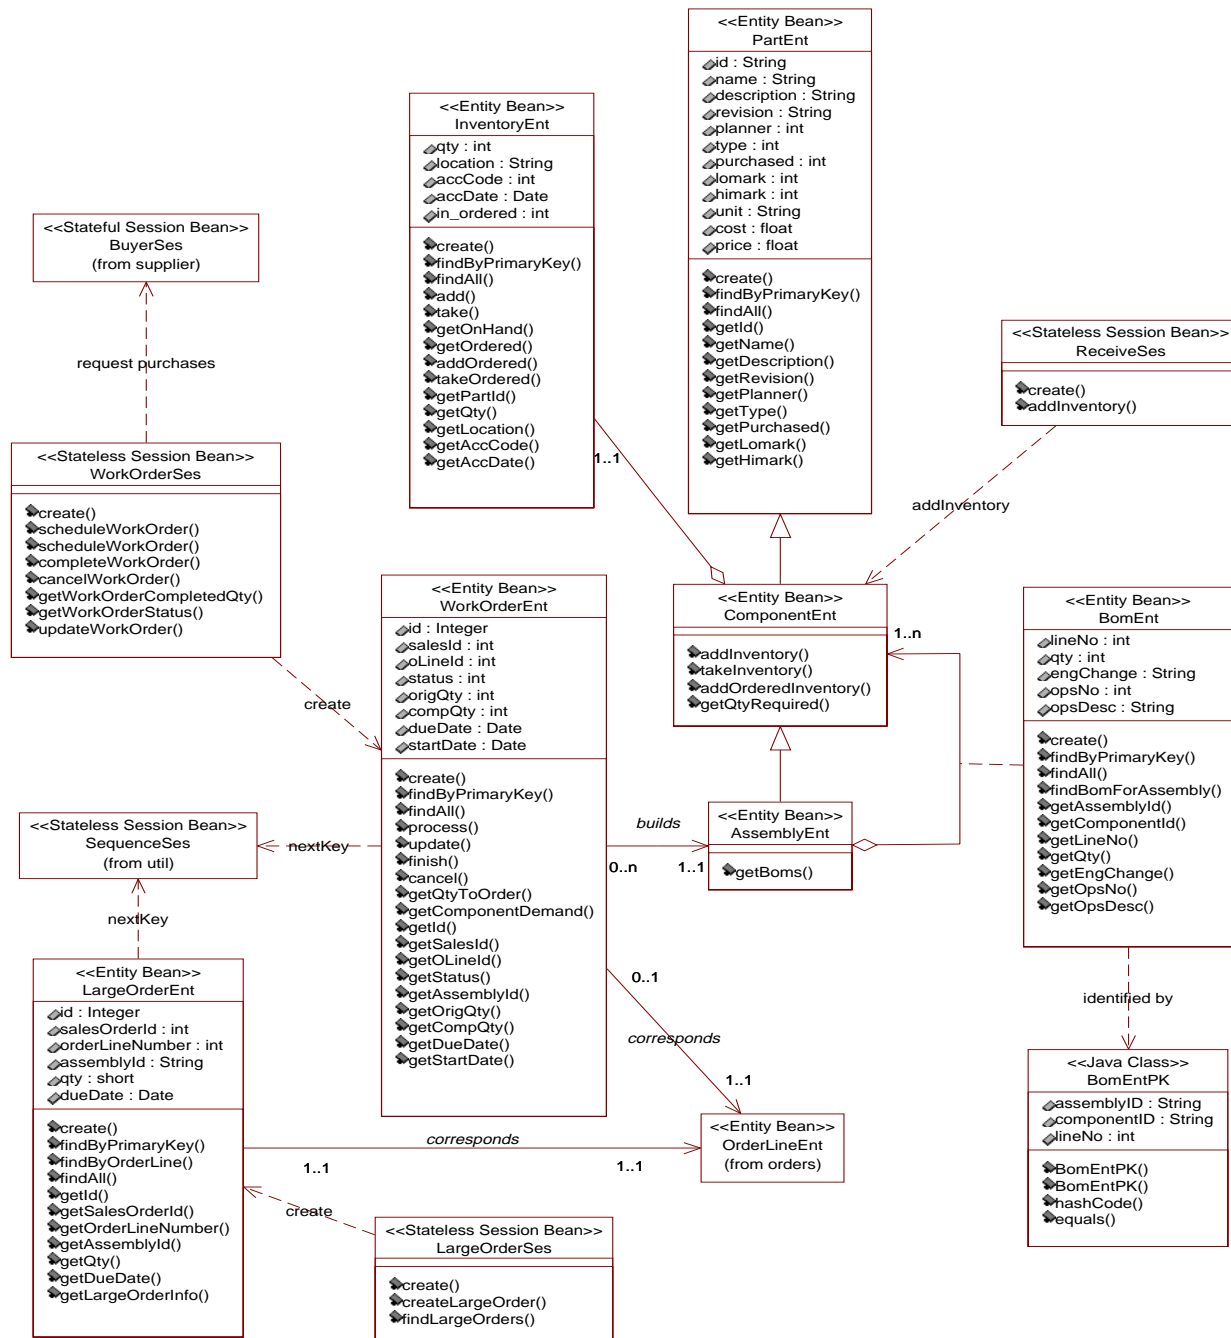 <<Entity Bean>>
PartEnt
id : String
name : String
description : String
revision : String
planner : int
type : int
purchased : int
lomark : int
himark : int
unit : String
cost : float
price : float
create()
findByPrimaryKey()
findAll()
getId()
getName()
getDescription()
getRevision()
getPlanner()
getType()
getPurchased()
getLomark()
getHimark()
<<Entity Bean>>
InventoryEnt
qty : int
location : String
accCode : int
accDate : Date
in_ordered : int
create()
findByPrimaryKey()
findAll()
add()
take()
getOnHand()
getOrdered()
addOrdered()
takeOrdered()
getPartId()
getQty()
getLocation()
getAccCode()
getAccDate()
1..1
<<Stateful Session Bean>>
BuyerSes
(from supplier)
request purchases
<<Stateless Session Bean>>
ReceiveSes
create()
addInventory()
addInventory
<<Stateless Session Bean>>
WorkOrderSes
create()
scheduleWorkOrder()
scheduleWorkOrder()
completeWorkOrder()
cancelWorkOrder()
getWorkOrderCompletedQty()
getWorkOrderStatus()
updateWorkOrder()
create
<<Entity Bean>>
WorkOrderEnt
id : Integer
salesId : int
oLineId : int
status : int
origQty : int
compQty : int
dueDate : Date
startDate : Date
create()
findByPrimaryKey()
findAll()
process()
update()
finish()
cancel()
getQtyToOrder()
getComponentDemand()
getId()
getSalesId()
getOLineId()
getStatus()
getAssemblyId()
getOrigQty()
getCompQty()
getDueDate()
getStartDate()
<<Entity Bean>>
ComponentEnt
addInventory()
takeInventory()
addOrderedInventory()
getQtyRequired()
1..n
<<Entity Bean>>
BomEnt
lineNo : int
qty : int
engChange : String
opsNo : int
opsDesc : String
create()
findByPrimaryKey()
findAll()
findBomForAssembly()
getAssemblyId()
getComponentId()
getLineNo()
getQty()
getEngChange()
getOpsNo()
getOpsDesc()
<<Stateless Session Bean>>
SequenceSes
(from util)
nextKey
nextKey
builds
0..n
1..1
<<Entity Bean>>
AssemblyEnt
getBoms()
<<Entity Bean>>
LargeOrderEnt
id : Integer
salesOrderId : int
orderLineNumber : int
assemblyId : String
qty : short
dueDate : Date
create()
findByPrimaryKey()
findByOrderLine()
findAll()
getId()
getSalesOrderId()
getOrderLineNumber()
getAssemblyId()
getQty()
getDueDate()
getLargeOrderInfo()
0..1
corresponds
1..1
identified by
<<Java Class>>
BomEntPK
assemblyID : String
componentID : String
lineNo : int
BomEntPK()
BomEntPK()
hashCode()
equals()
corresponds
1..1
1..1
<<Entity Bean>>
OrderLineEnt
(from orders)
create
<<Stateless Session Bean>>
LargeOrderSes
create()
createLargeOrder()
findLargeOrders()